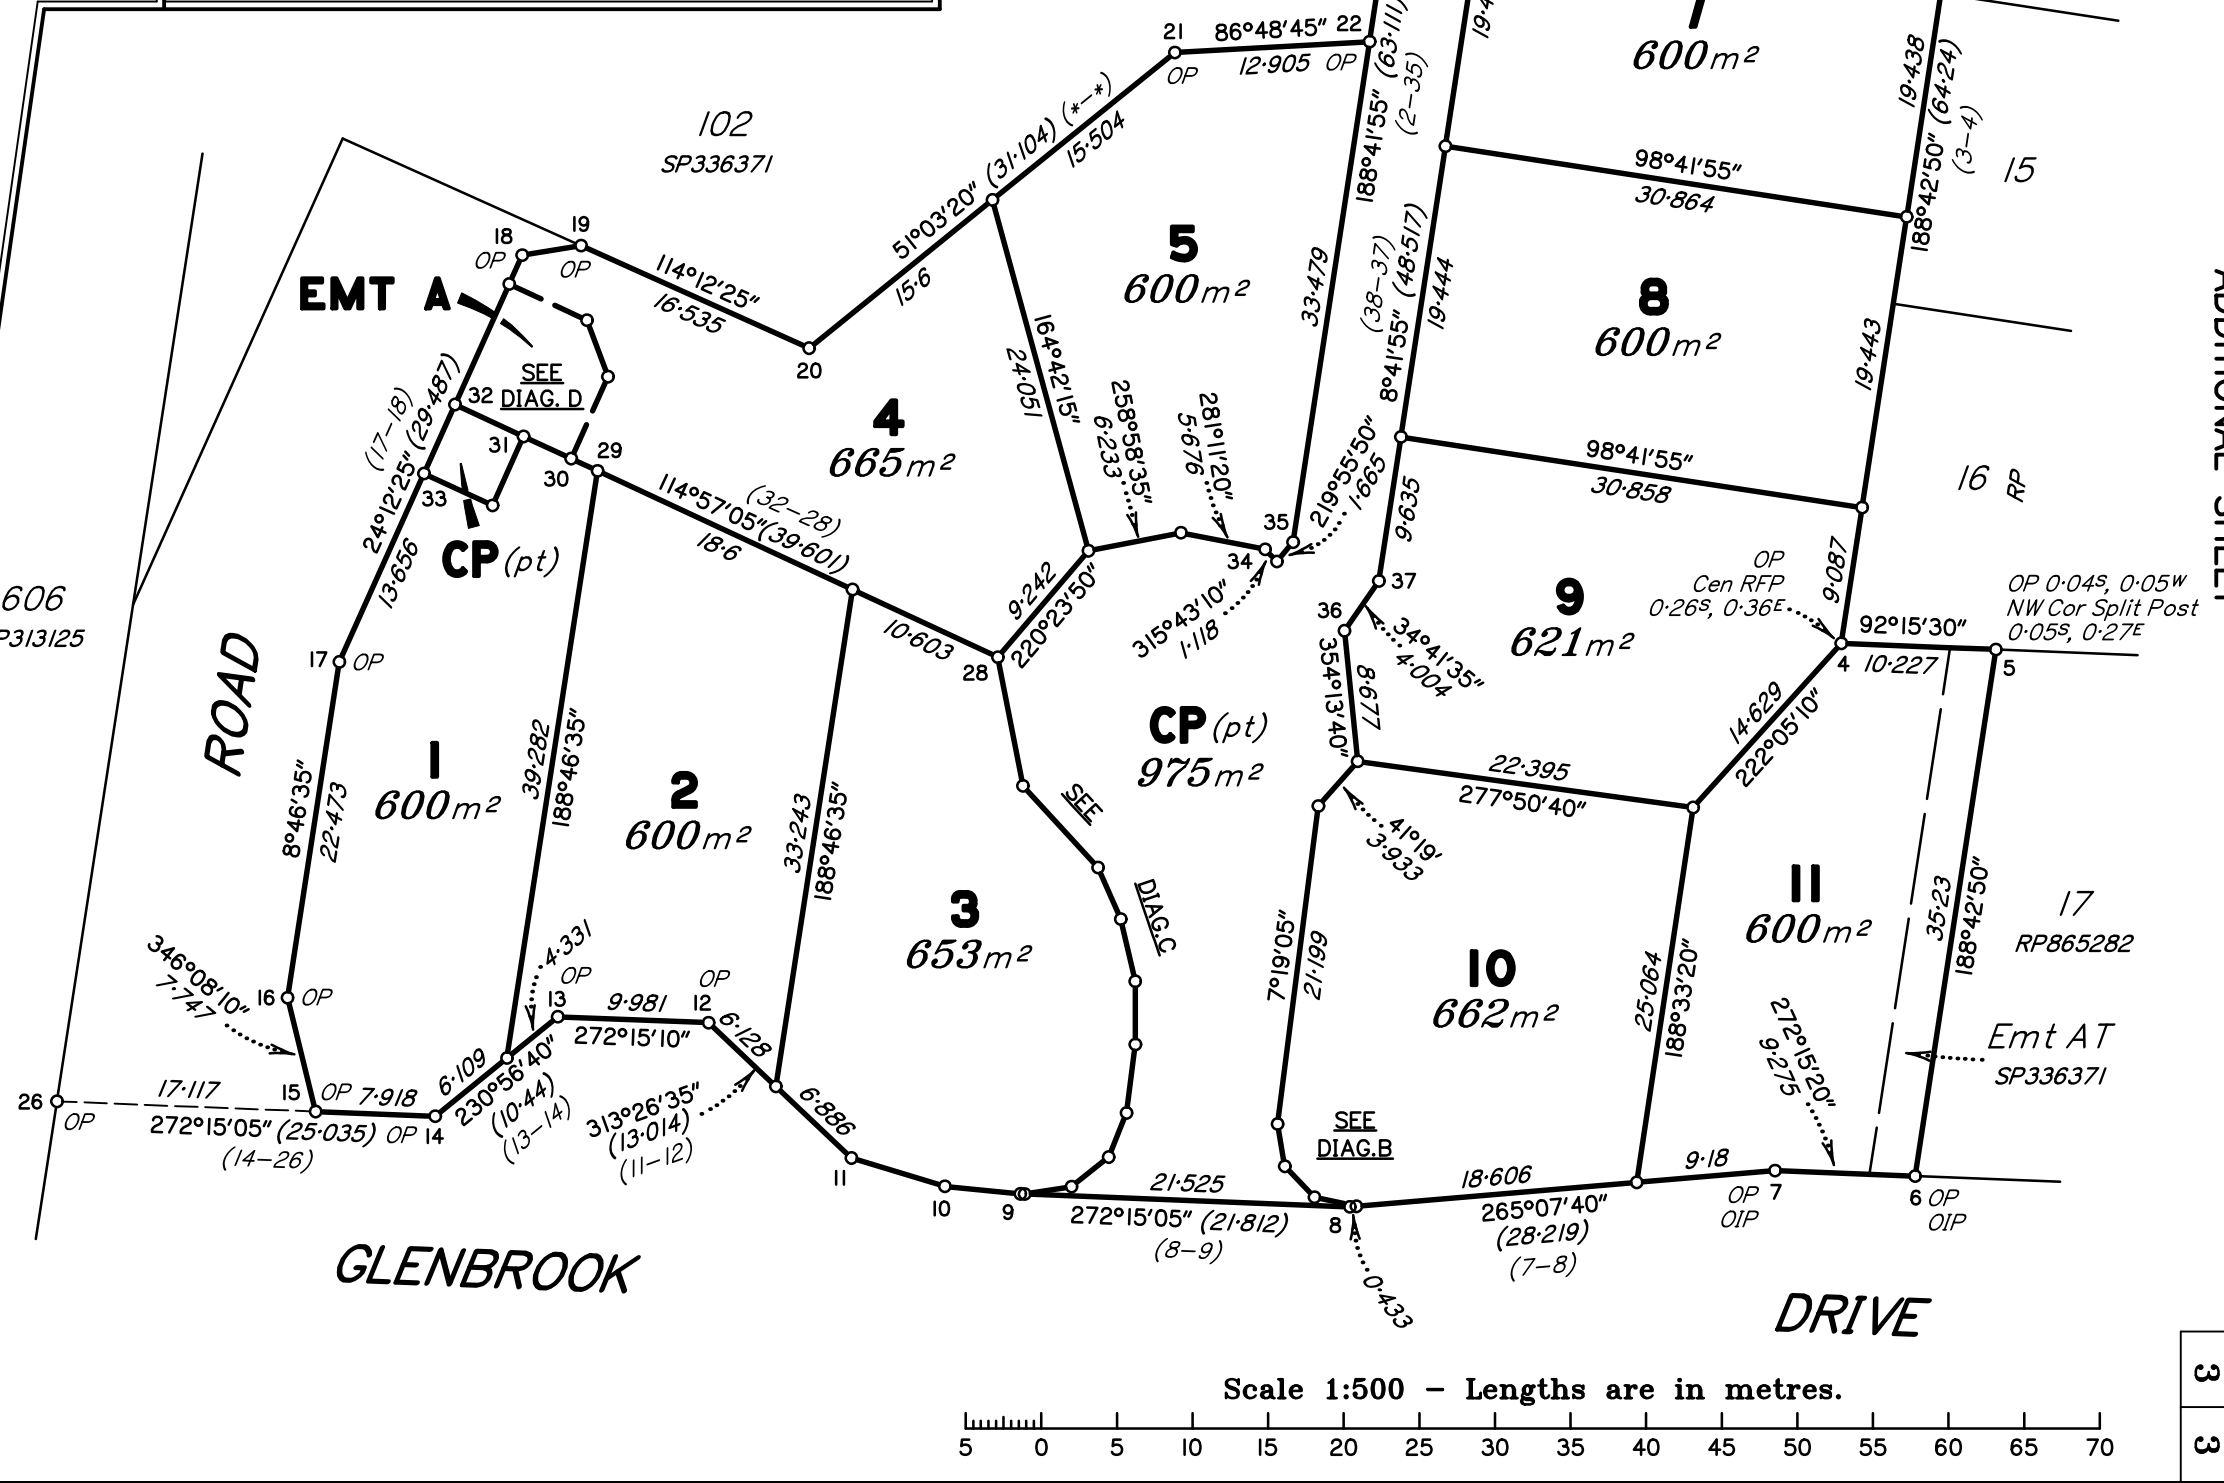 21
86°48′45″
22
12·905
OP
OP
(63·111)
188°41′55″
(2–35)
19·4
600m²
19·438
(64·24)
188°42′50″
(3–4)
15
102
SP336371
51°03′20″ (31·104) (*–*)
15·504
15·6
19
18
OP
OP
114°12′25″
16·535
20
EMT A
SEE
DIAG. D
(17–18)
24°12′25″ (29·487)
13·656
32
31
30
29
33
CP (pt)
5
600m²
33·479
(38–37)
8°41′55″ (48·517)
19·444
98°41′55″
30·864
8
600m²
19·443
98°41′55″
30·858
16
RP
4
665m²
164°42′15″
24·051
258°58′35″
6·233
281°11′20″
5·676
219°55′50″
1·665
35
34
315°43′10″
1·118
9·635
37
36
34°41′35″
4·004
354°13′40″
8·677
9
621m²
9·087
OP
Cen RFP
0·26S, 0·36E
OP 0·04S, 0·05W
NW Cor Split Post
0·05S, 0·27E
92°15′30″
4
10·227
5
(32–28)
114°57′05″ (39·601)
18·6
10·603
9·242
220°23′50″
28
606
P313125
ROAD
17
OP
8°46′35″
22·473
1
600m²
39·282
188°46′35″
2
600m²
33·243
188°46′35″
3
653m²
SEE
DIAG.C
CP (pt)
975m²
22·395
277°50′40″
41°19′
3·933
14·629
222°05′10″
7°19′05″
21·199
10
662m²
25·064
188°33′20″
11
600m²
35·23
188°42′50″
17
RP865282
Emt AT
SP336371
272°15′20″
9·275
346°08′10″
7·747
16
OP
4·331
OP
13
9·981
272°15′10″
OP
12
6·128
313°26′35″
(13·014)
(11–12)
6·886
26
OP
17·117
272°15′05″ (25·035)
(14–26)
15
OP
7·918
OP
14
6·109
230°56′40″
(10·44)
(13–14)
11
10
9
21·525
272°15′05″ (21·812)
(8–9)
8
0·433
SEE
DIAG.B
18·606
265°07′40″
(28·219)
(7–8)
9·18
OP
OIP
7
6
OP
OIP
GLENBROOK
DRIVE
Scale 1:500 – Lengths are in metres.
5 0 5 10 15 20 25 30 35 40 45 50 55 60 65 70
3
3